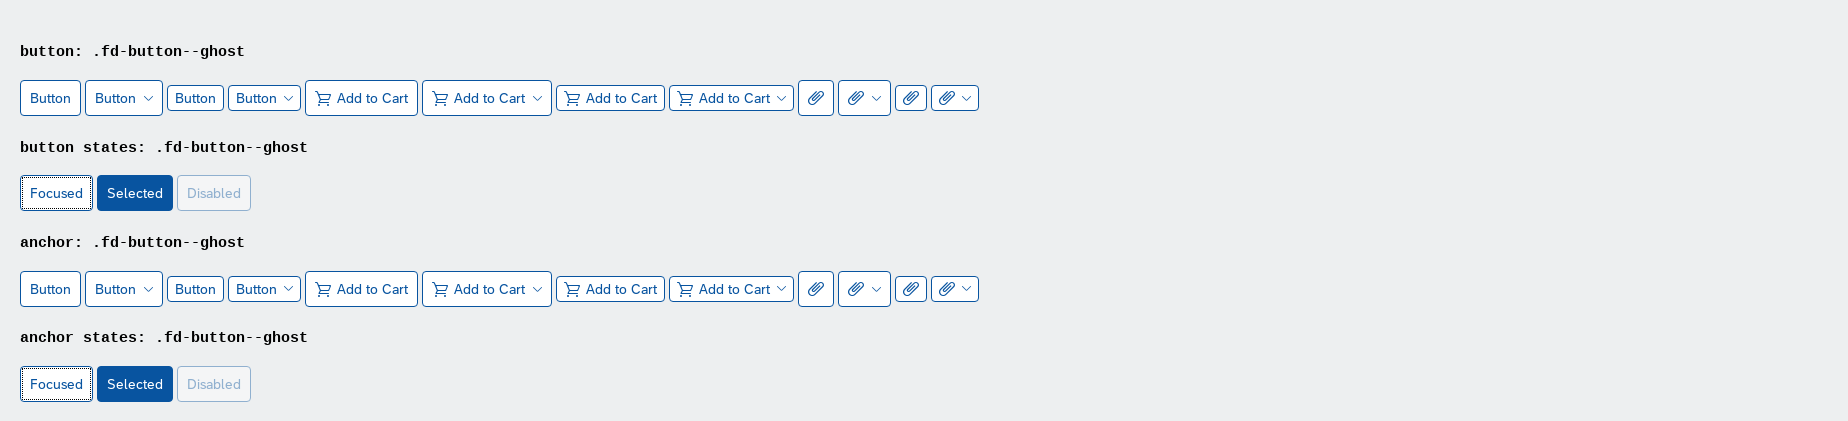 button: .fd-button--ghost
Button Button Button Button Add to Cart Add to Cart Add to Cart Add to Cart
button states: .fd-button--ghost
Focused Selected Disabled
anchor: .fd-button--ghost
Button Button Button Button Add to Cart Add to Cart Add to Cart Add to Cart
anchor states: .fd-button--ghost
Focused Selected Disabled